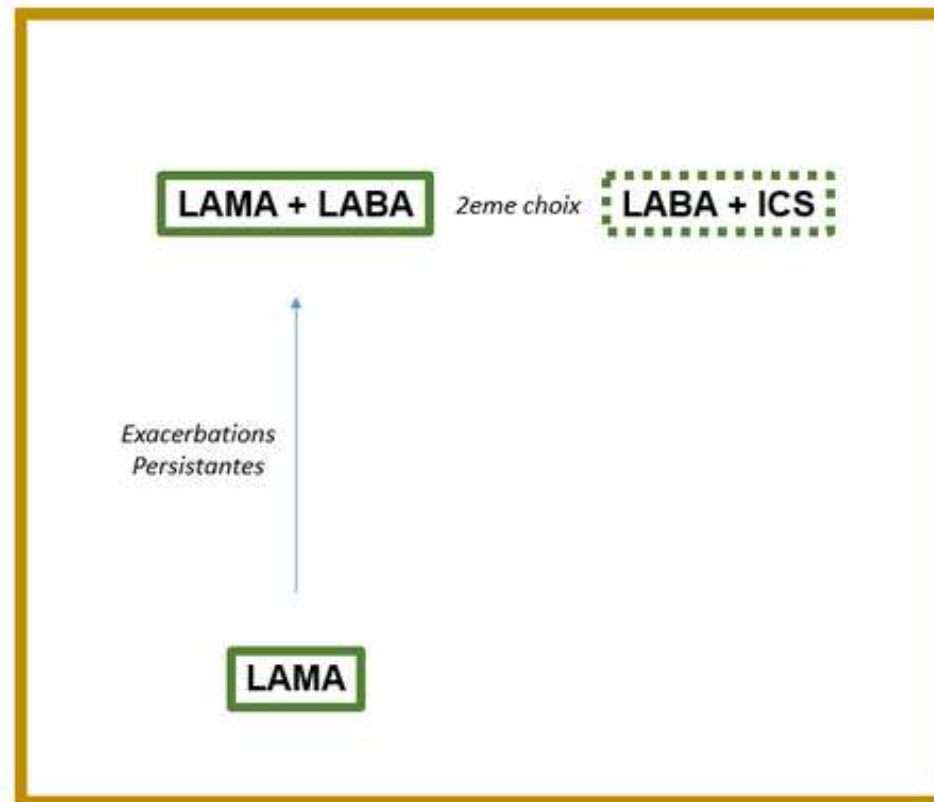 LAMA + LABA 2eme choix LABA + ICS
Exacerbations
Persistantes
LAMA